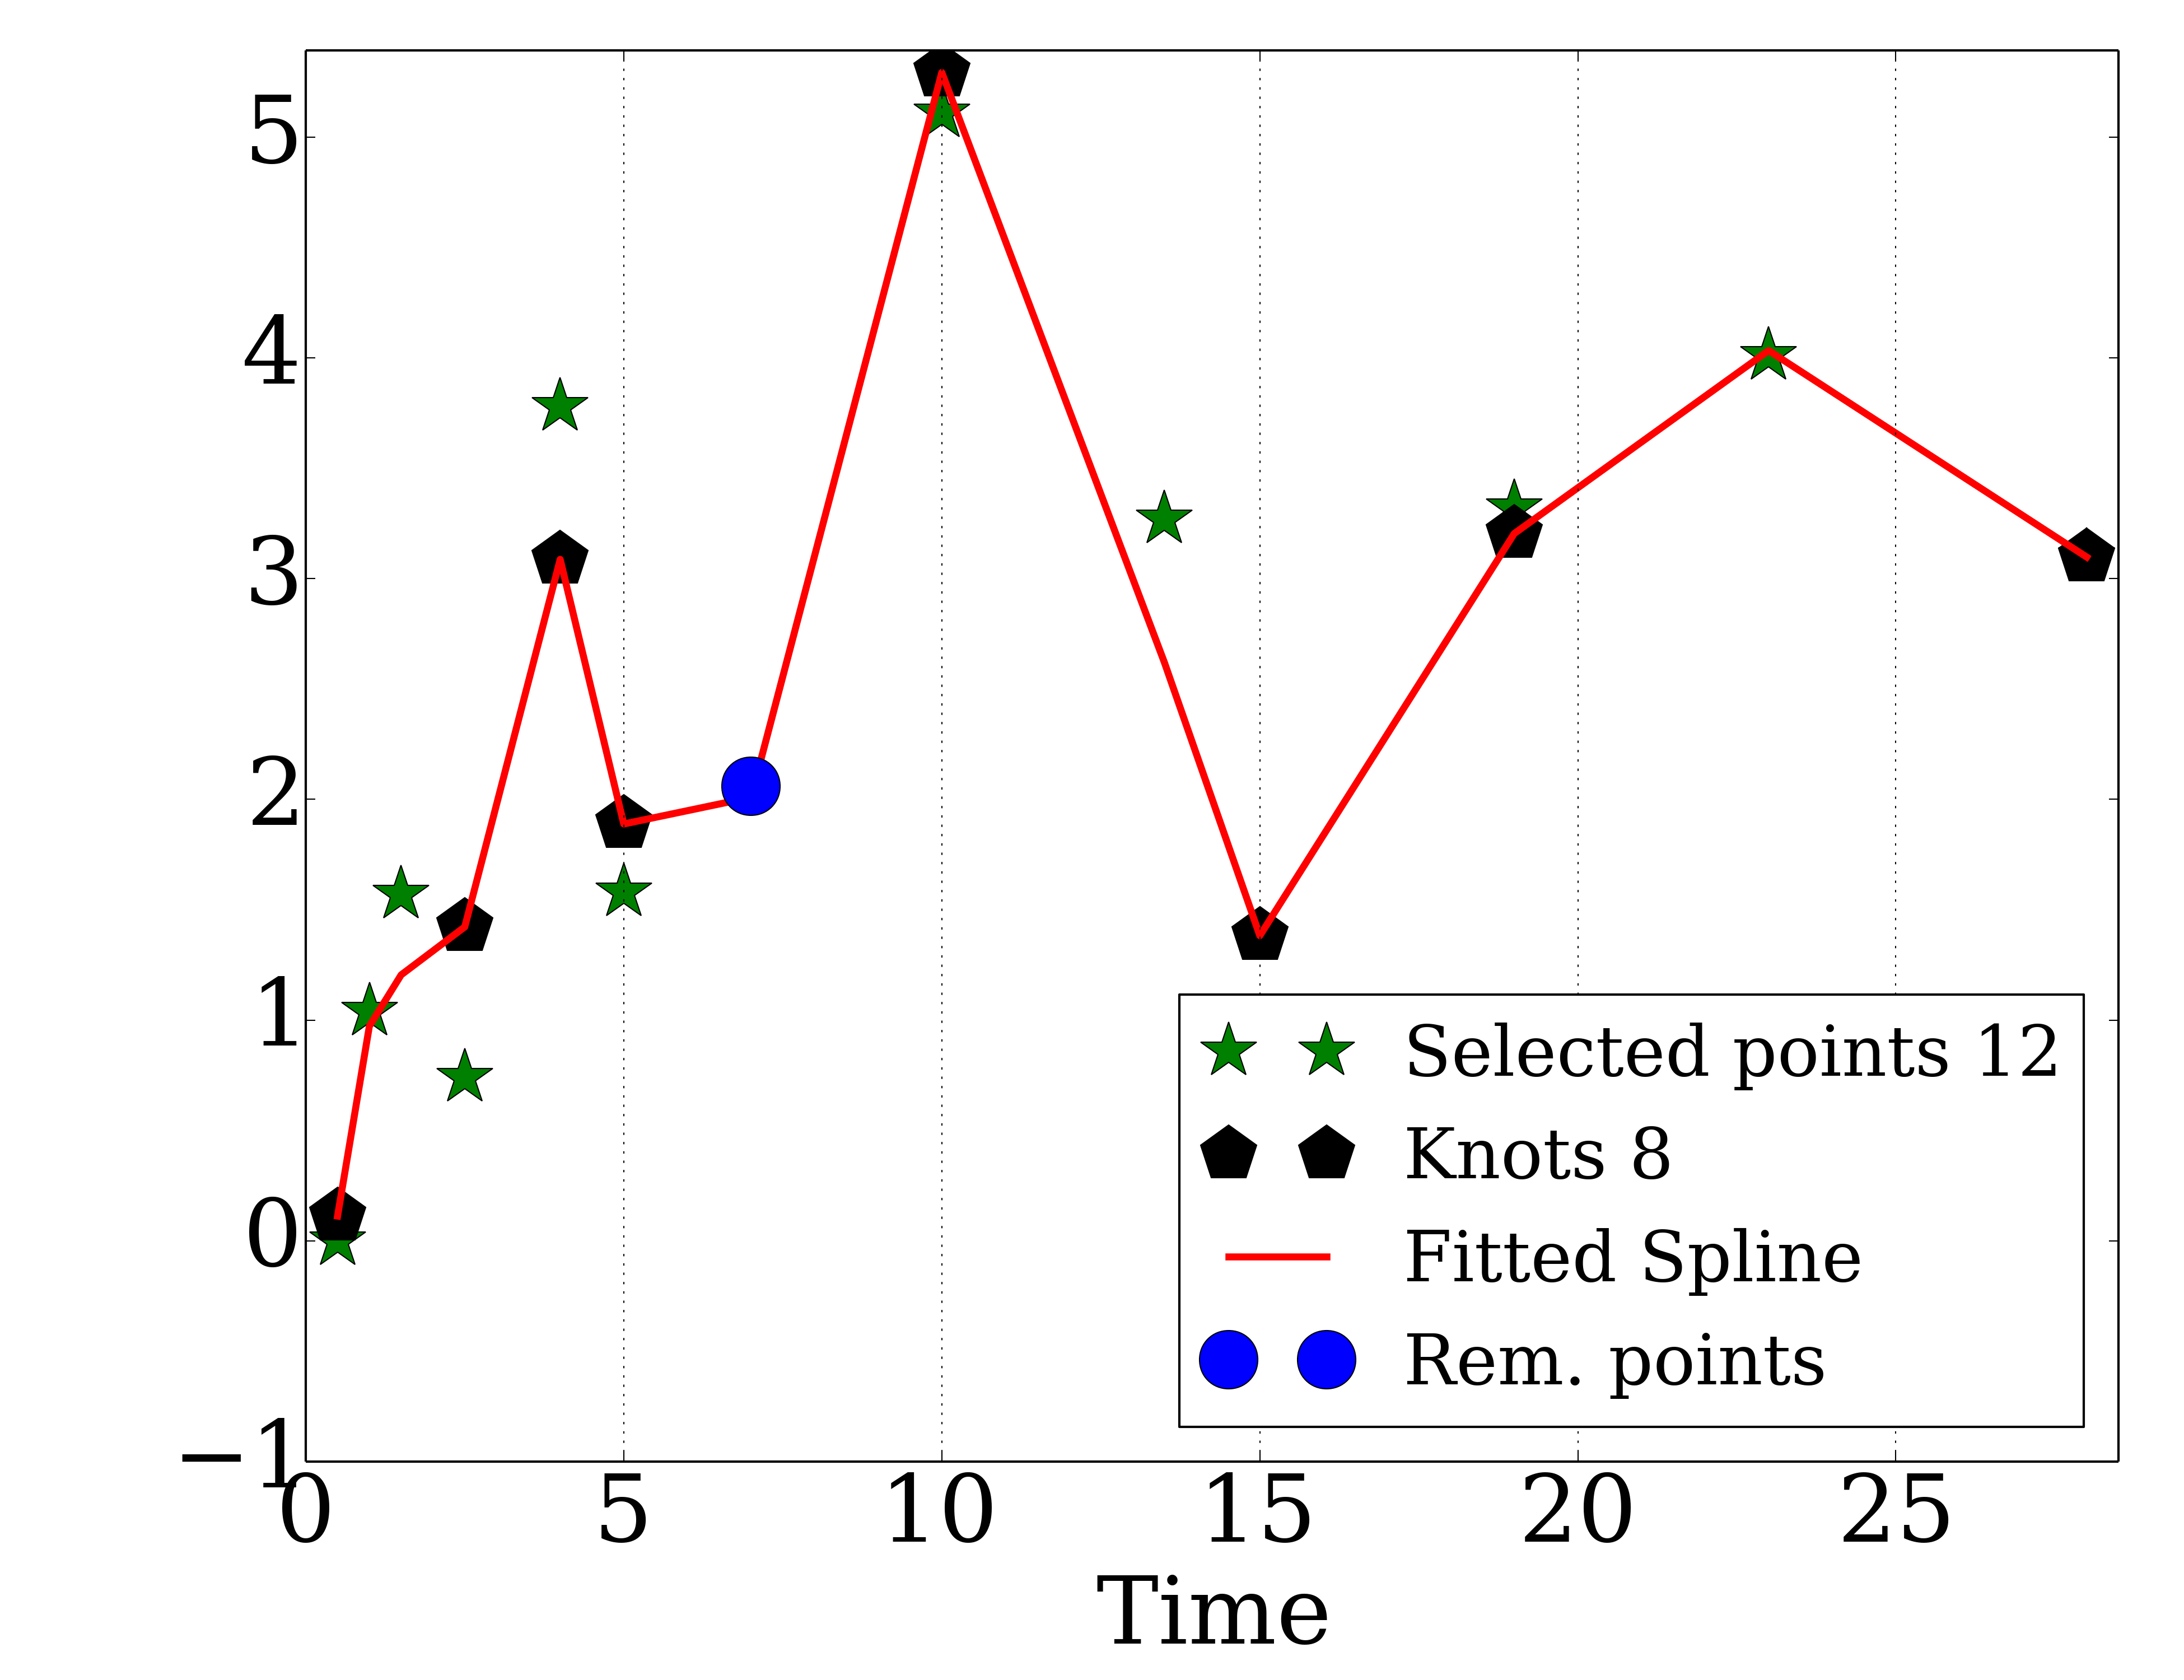 5
4
3
2
1
0
−1
0 5 10 15 20 25
Time
Selected points 12
Knots 8
Fitted Spline
Rem. points